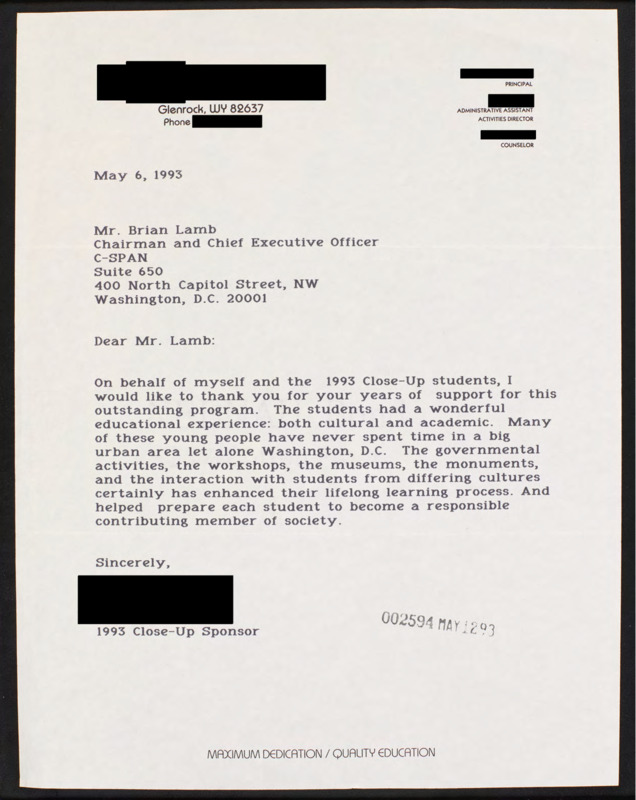 Glenrock, WY 82637
Phone
PRINCIPAL
ADMINISTRATIVE ASSISTANT
ACTIVITIES DIRECTOR
COUNSELOR
May 6, 1993
Mr. Brian Lamb
Chairman and Chief Executive Officer
C-SPAN
Suite 650
400 North Capitol Street, NW
Washington, D.C. 20001
Dear Mr. Lamb:
On behalf of myself and the 1993 Close-Up students, I
would like to thank you for your years of support for this
outstanding program. The students had a wonderful
educational experience: both cultural and academic. Many
of these young people have never spent time in a big
urban area let alone Washington, D.C. The governmental
activities, the workshops, the museums, the monuments,
and the interaction with students from differing cultures
certainly has enhanced their lifelong learning process. And
helped prepare each student to become a responsible
contributing member of society.
Sincerely,
1993 Close-Up Sponsor
002594 MAY 1293
MAXIMUM DEDICATION / QUALITY EDUCATION